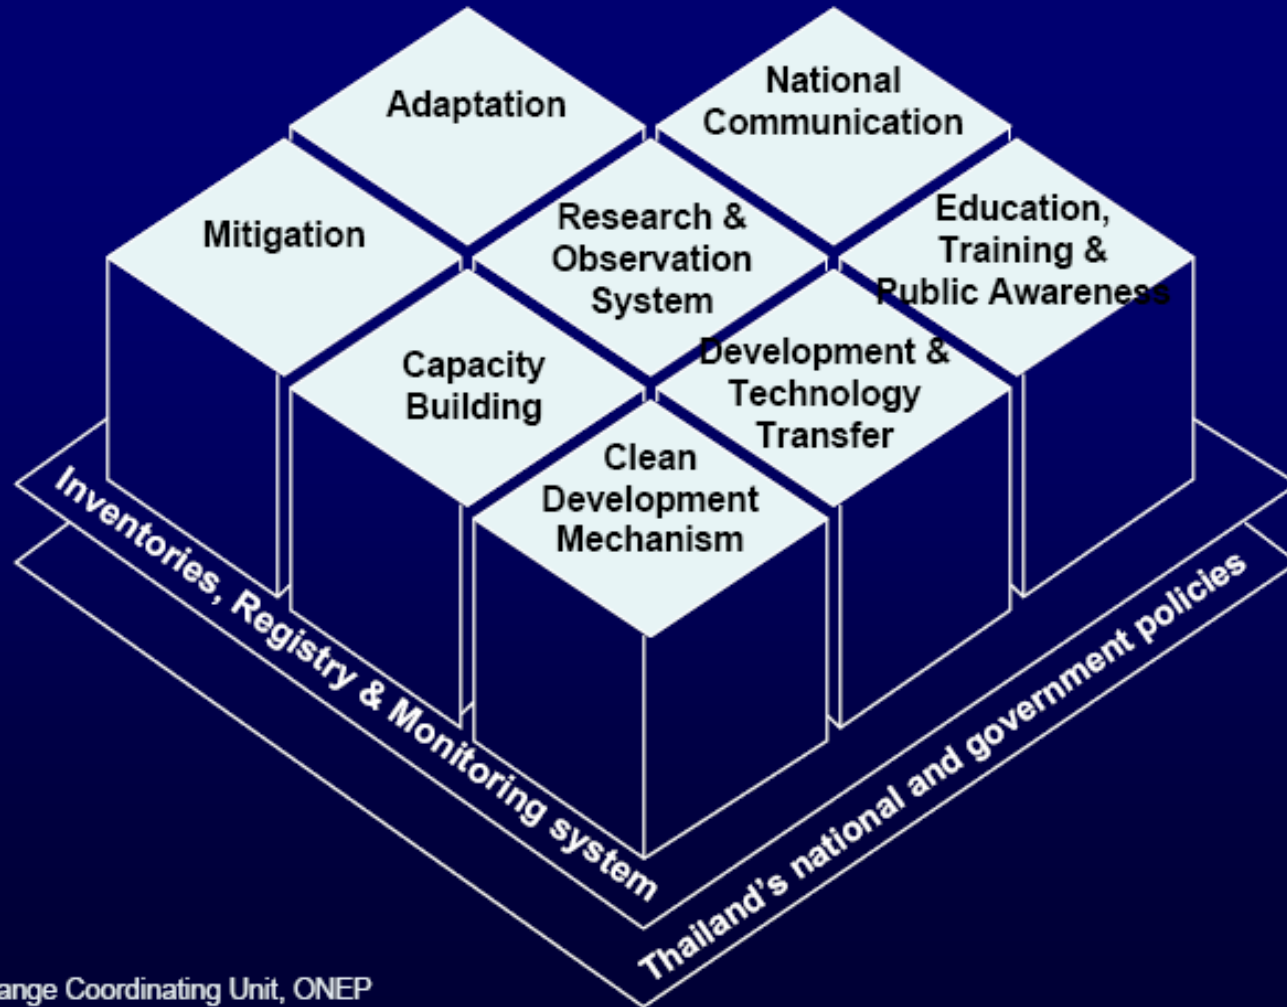 Adaptation
National
Communication
Mitigation
Research &
Observation
System
Education,
Training &
Public Awareness
Capacity
Building
Development &
Technology
Transfer
Clean
Development
Mechanism
Inventories, Registry & Monitoring system
Thailand's national and government policies
ange Coordinating Unit, ONEP